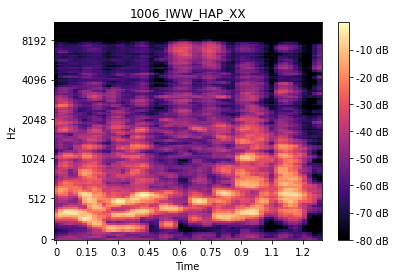 1006_IWW_HAP_XX
8192
4096
2048
1024
512
0
Hz
0 0.15 0.3 0.45 0.6 0.75 0.9 1.1 1.2
Time
-10 dB
-20 dB
-30 dB
-40 dB
-50 dB
-60 dB
-70 dB
-80 dB